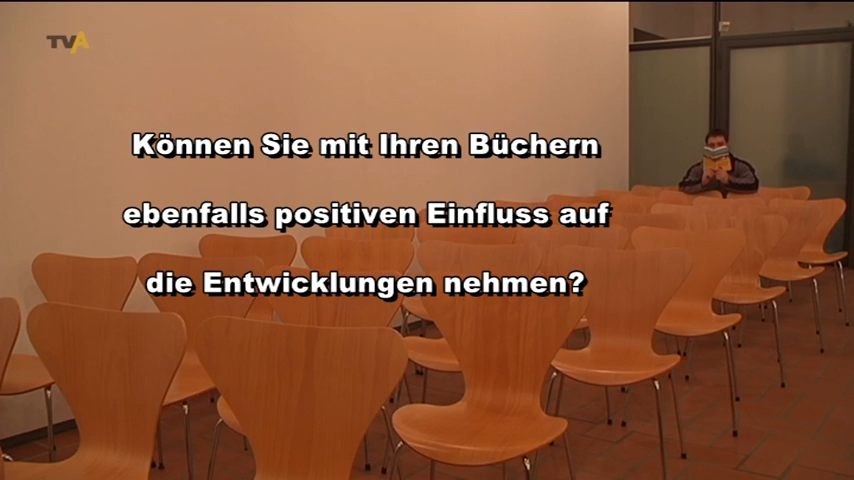 TVA
Können Sie mit Ihren Büchern
ebenfalls positiven Einfluss auf
die Entwicklungen nehmen?